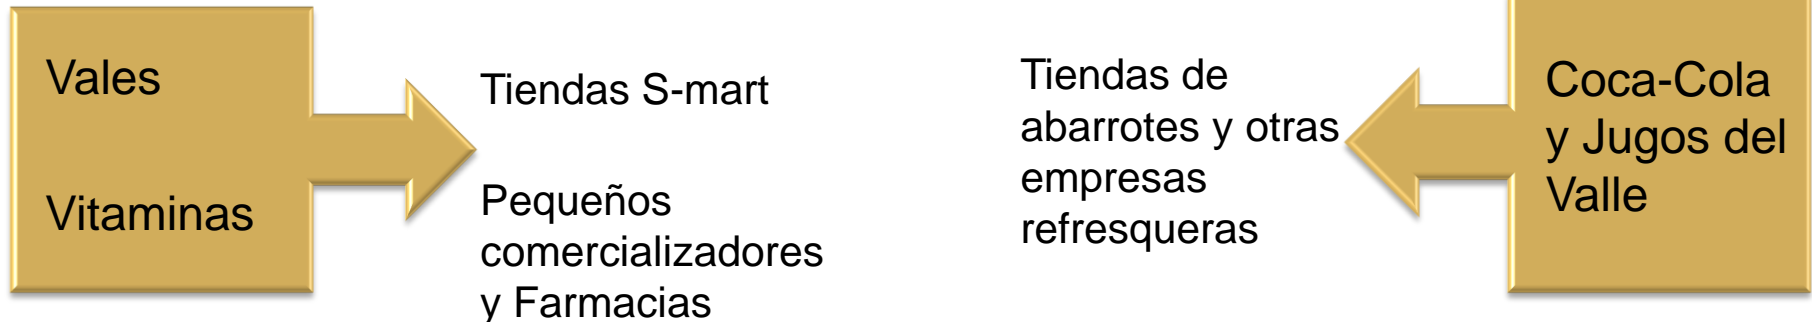 Vales
Vitaminas
Tiendas S-mart
Pequeños
comercializadores
y Farmacias
Tiendas de
abarrotes y otras
empresas
refresqueras
Coca-Cola
y Jugos del
Valle